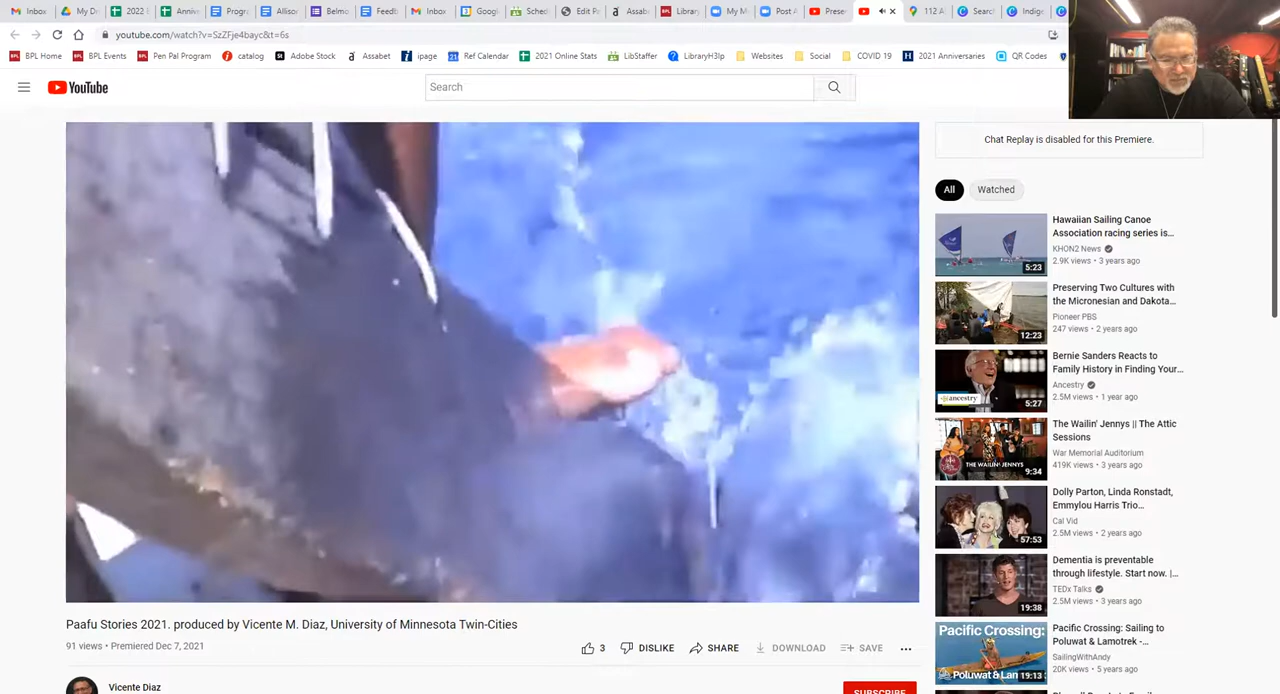 Inbox
My Dr
2022 I
Annive
Progra
Alliso
Belmo
Feedb
Inbox
Googl
Sched
Edit Pa
Assab
Library
My M
Post A
Prese
112 A
Searc
Indige
youtube.com/watch?v=SzZFje4bayc&t=6s
BPL Home
BPL Events
Pen Pal Program
catalog
Adobe Stock
Assabet
ipage
Ref Calendar
2021 Online Stats
LibStaffer
LibraryH3lp
Websites
Social
COVID 19
2021 Anniversaries
QR Codes
YouTube
Search
Chat Replay is disabled for this Premiere.
All
Watched
Hawaiian Sailing Canoe
Association racing series is...
KHON2 News
2.9K views • 3 years ago
5:23
Preserving Two Cultures with
the Micronesian and Dakota...
Pioneer PBS
247 views • 2 years ago
12:23
Bernie Sanders Reacts to
Family History in Finding Your...
Ancestry
2.5M views • 1 year ago
ancestry
5:27
The Wailin' Jennys || The Attic
Sessions
War Memorial Auditorium
419K views • 3 years ago
THE WAILIN' JENNYS
9:34
Dolly Parton, Linda Ronstadt,
Emmylou Harris Trio...
Cal Vid
2.5M views • 2 years ago
57:53
Dementia is preventable
through lifestyle. Start now. |...
TEDx Talks
2.5M views • 3 years ago
19:38
Pacific Crossing: Sailing to
Poluwat & Lamotrek -...
SailingWithAndy
20K views • 5 years ago
Pacific Crossing:
Poluwat & Lam
19:13
Paafu Stories 2021. produced by Vicente M. Diaz, University of Minnesota Twin-Cities
91 views • Premiered Dec 7, 2021
3
DISLIKE
SHARE
DOWNLOAD
SAVE
Vicente Diaz
SUBSCRIBE